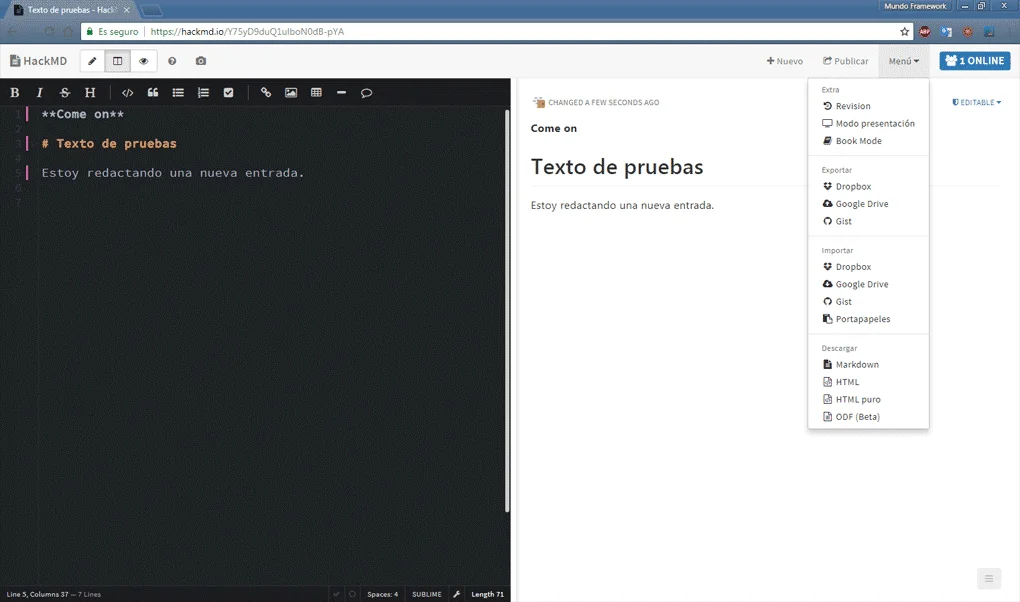 Texto de pruebas - Hack
Mundo Framework
Es seguro
https://hackmd.io/Y75yD9duQ1uIboN0dB-pYA
ABP
HackMD
Nuevo
Publicar
Menú
1 ONLINE
B I S H
1 **Come on**
2
3 # Texto de pruebas
4
5 Estoy redactando una nueva entrada.
6
7
Line 5, Columns 37 — 7 Lines
Spaces: 4
SUBLIME
Length 71
CHANGED A FEW SECONDS AGO
EDITABLE
Come on
Texto de pruebas
Estoy redactando una nueva entrada.
Extra
Revision
Modo presentación
Book Mode
Exportar
Dropbox
Google Drive
Gist
Importar
Dropbox
Google Drive
Gist
Portapapeles
Descargar
Markdown
HTML
HTML puro
ODF (Beta)